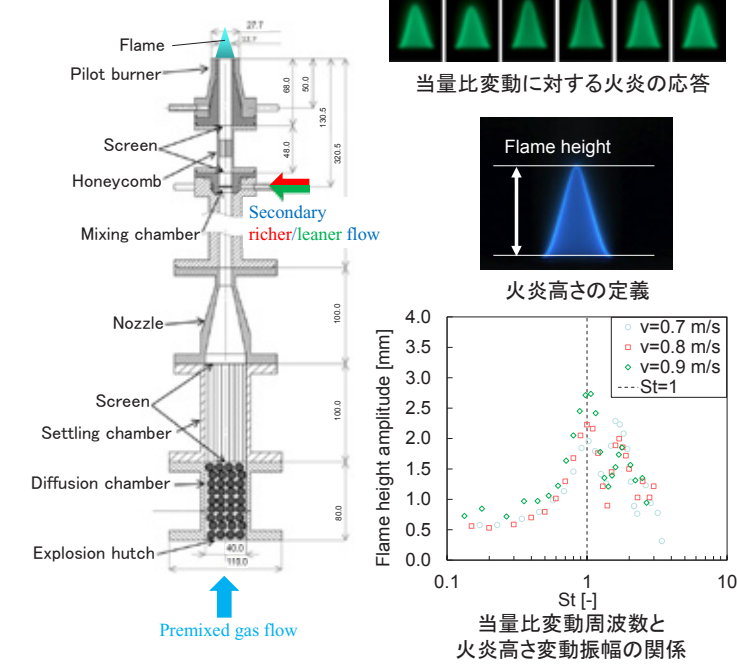 27.7
Flame
Pilot burner
68.0
50.0
130.5
320.5
Screen
48.0
Honeycomb
Secondary
richer/leaner flow
Mixing chamber
Nozzle
100.0
Screen
Settling chamber
100.0
Diffusion chamber
80.0
Explosion hutch
40.0
110.0
Premixed gas flow
当量比変動に対する火炎の応答
Flame height
火炎高さの定義
Flame height amplitude [mm]
4.0
3.5
3.0
2.5
2.0
1.5
1.0
0.5
0.0
v=0.7 m/s
v=0.8 m/s
v=0.9 m/s
St=1
0.1
1
10
St [-]
当量比変動周波数と
火炎高さ変動振幅の関係